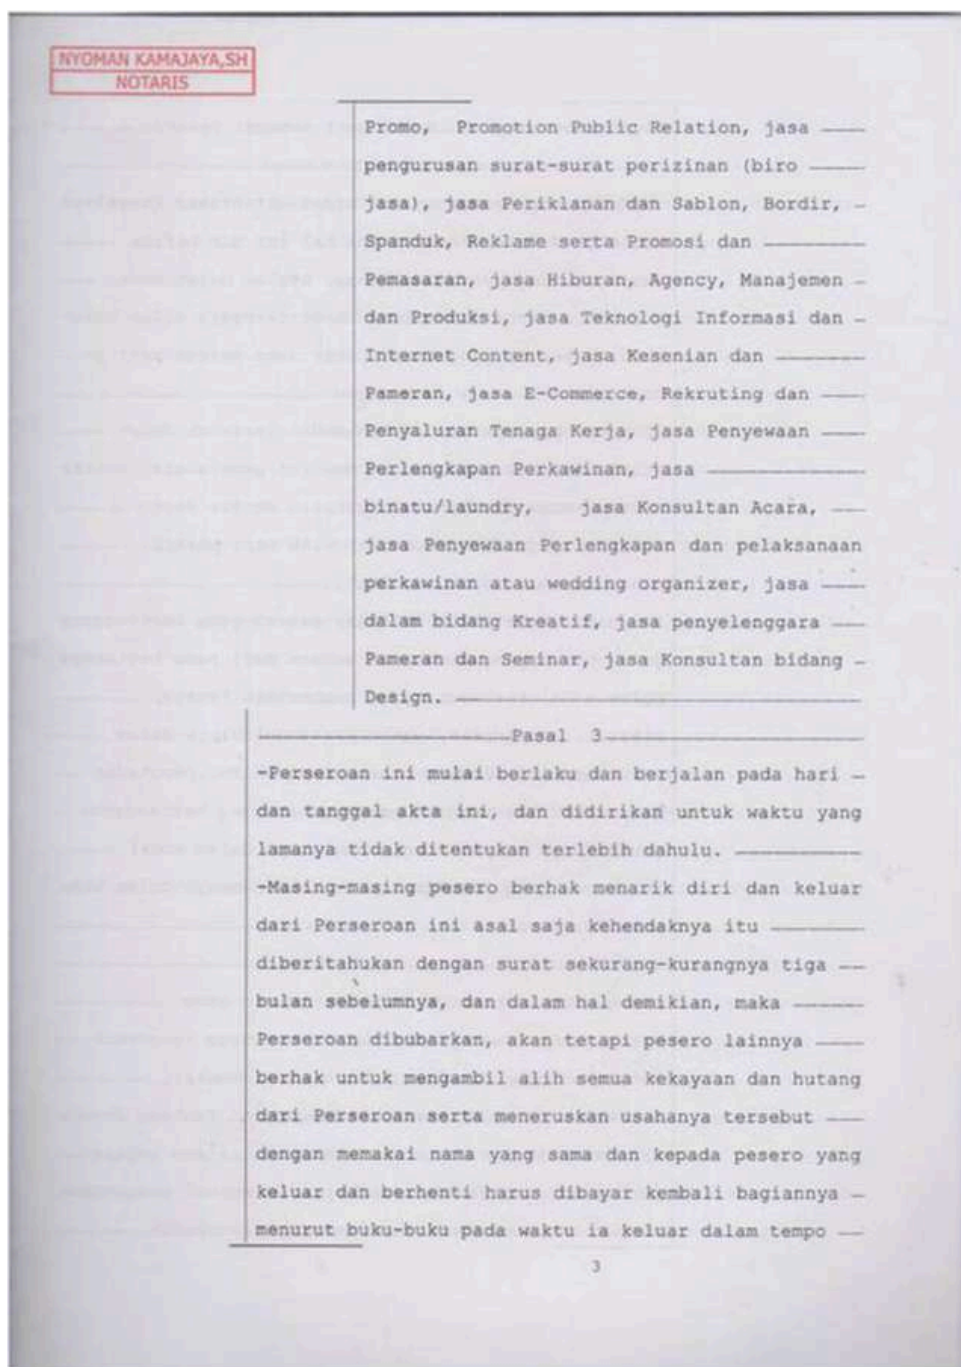 NYOMAN KAMAJAYA,SH
NOTARIS
Promo, Promotion Public Relation, jasa
pengurusan surat-surat perizinan (biro
jasa), jasa Periklanan dan Sablon, Bordir,
Spanduk, Reklame serta Promosi dan
Pemasaran, jasa Hiburan, Agency, Manajemen
dan Produksi, jasa Teknologi Informasi dan
Internet Content, jasa Kesenian dan
Pameran, jasa E-Commerce, Rekruting dan
Penyaluran Tenaga Kerja, jasa Penyewaan
Perlengkapan Perkawinan, jasa
binatu/laundry, jasa Konsultan Acara,
jasa Penyewaan Perlengkapan dan pelaksanaan
perkawinan atau wedding organizer, jasa
dalam bidang Kreatif, jasa penyelenggara
Pameran dan Seminar, jasa Konsultan bidang
Design.
Pasal 3
-Perseroan ini mulai berlaku dan berjalan pada hari
dan tanggal akta ini, dan didirikan untuk waktu yang
lamanya tidak ditentukan terlebih dahulu.
-Masing-masing pesero berhak menarik diri dan keluar
dari Perseroan ini asal saja kehendaknya itu
diberitahukan dengan surat sekurang-kurangnya tiga
bulan sebelumnya, dan dalam hal demikian, maka
Perseroan dibubarkan, akan tetapi pesero lainnya
berhak untuk mengambil alih semua kekayaan dan hutang
dari Perseroan serta meneruskan usahanya tersebut
dengan memakai nama yang sama dan kepada pesero yang
keluar dan berhenti harus dibayar kembali bagiannya
menurut buku-buku pada waktu ia keluar dalam tempo
3